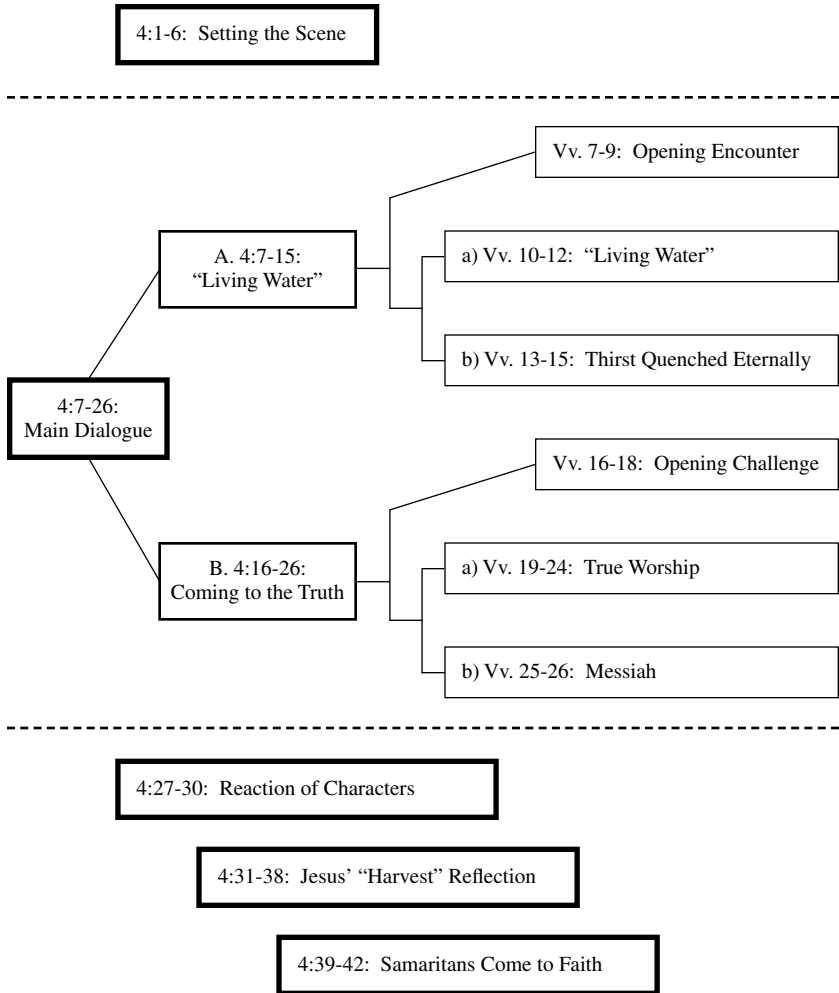 4:1-6: Setting the Scene
Vv. 7-9: Opening Encounter
A. 4:7-15:
“Living Water”
a) Vv. 10-12: “Living Water”
b) Vv. 13-15: Thirst Quenched Eternally
4:7-26:
Main Dialogue
Vv. 16-18: Opening Challenge
B. 4:16-26:
Coming to the Truth
a) Vv. 19-24: True Worship
b) Vv. 25-26: Messiah
4:27-30: Reaction of Characters
4:31-38: Jesus’ “Harvest” Reflection
4:39-42: Samaritans Come to Faith